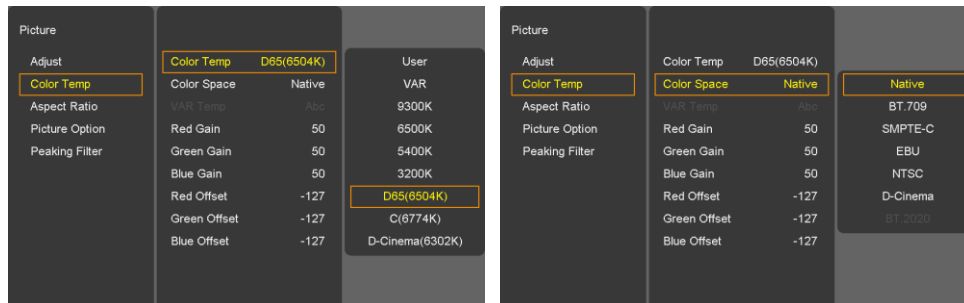 Picture
Adjust
Color Temp
Aspect Ratio
Picture Option
Peaking Filter
Color Temp D65(6504K)
Color Space Native
VAR Temp Abc
Red Gain 50
Green Gain 50
Blue Gain 50
Red Offset -127
Green Offset -127
Blue Offset -127
User
VAR
9300K
6500K
5400K
3200K
D65(6504K)
C(6774K)
D-Cinema(6302K)
Picture
Adjust
Color Temp
Aspect Ratio
Picture Option
Peaking Filter
Color Temp D65(6504K)
Color Space Native
VAR Temp Abc
Red Gain 50
Green Gain 50
Blue Gain 50
Red Offset -127
Green Offset -127
Blue Offset -127
Native
BT.709
SMPTE-C
EBU
NTSC
D-Cinema
BT.2020